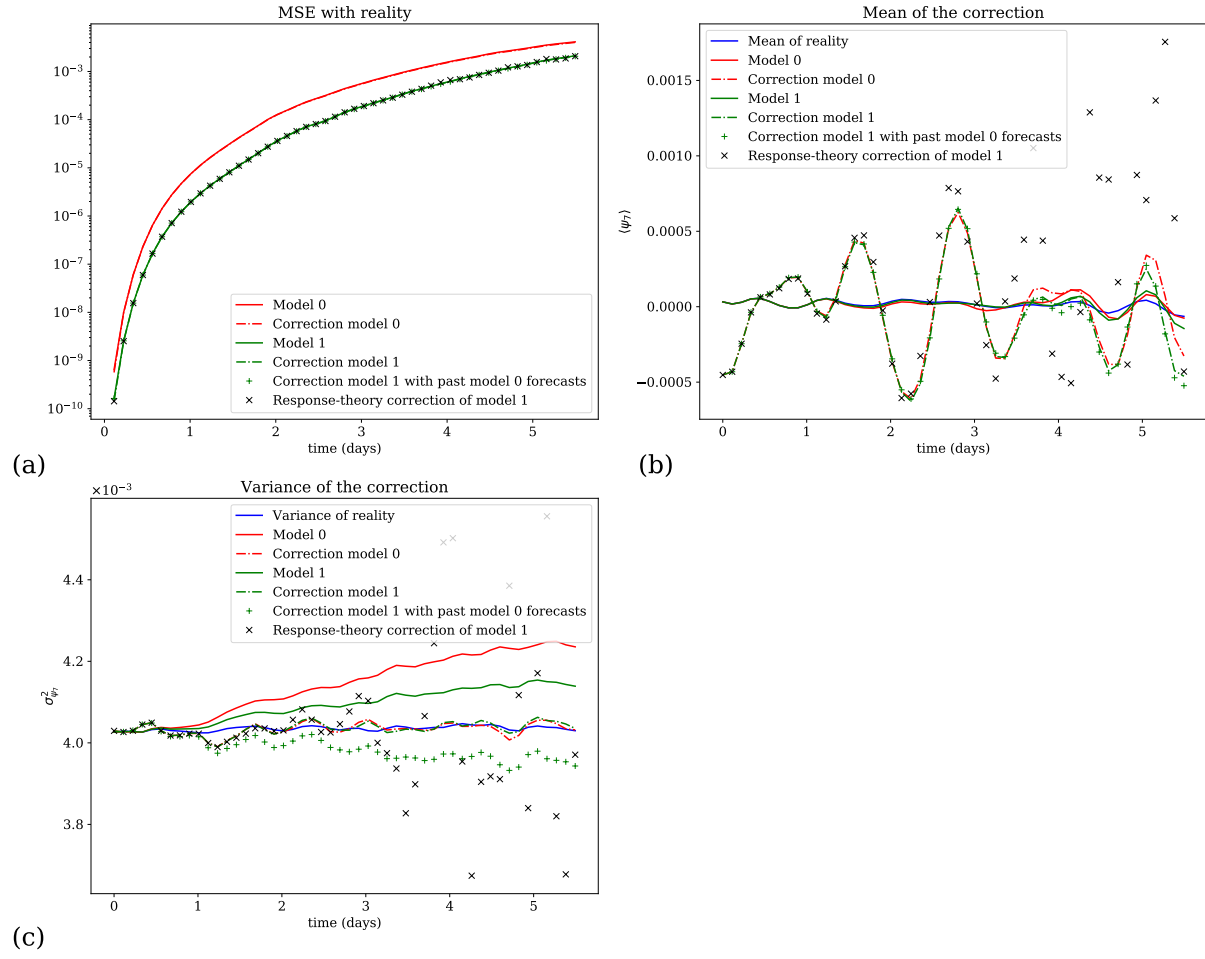 MSE with reality
10⁻³
10⁻⁴
10⁻⁵
10⁻⁶
10⁻⁷
10⁻⁸
10⁻⁹
10⁻¹⁰
Model 0
Correction model 0
Model 1
Correction model 1
Correction model 1 with past model 0 forecasts
Response-theory correction of model 1
0 1 2 3 4 5
time (days)
(a)
Mean of the correction
Mean of reality
Model 0
Correction model 0
Model 1
Correction model 1
Correction model 1 with past model 0 forecasts
Response-theory correction of model 1
0.0015
0.0010
0.0005
0.0000
−0.0005
⟨ψ₇⟩
0 1 2 3 4 5
time (days)
(b)
×10⁻³
Variance of the correction
Variance of reality
Model 0
Correction model 0
Model 1
Correction model 1
Correction model 1 with past model 0 forecasts
Response-theory correction of model 1
4.4
4.2
4.0
3.8
σ²ψ₇
0 1 2 3 4 5
time (days)
(c)